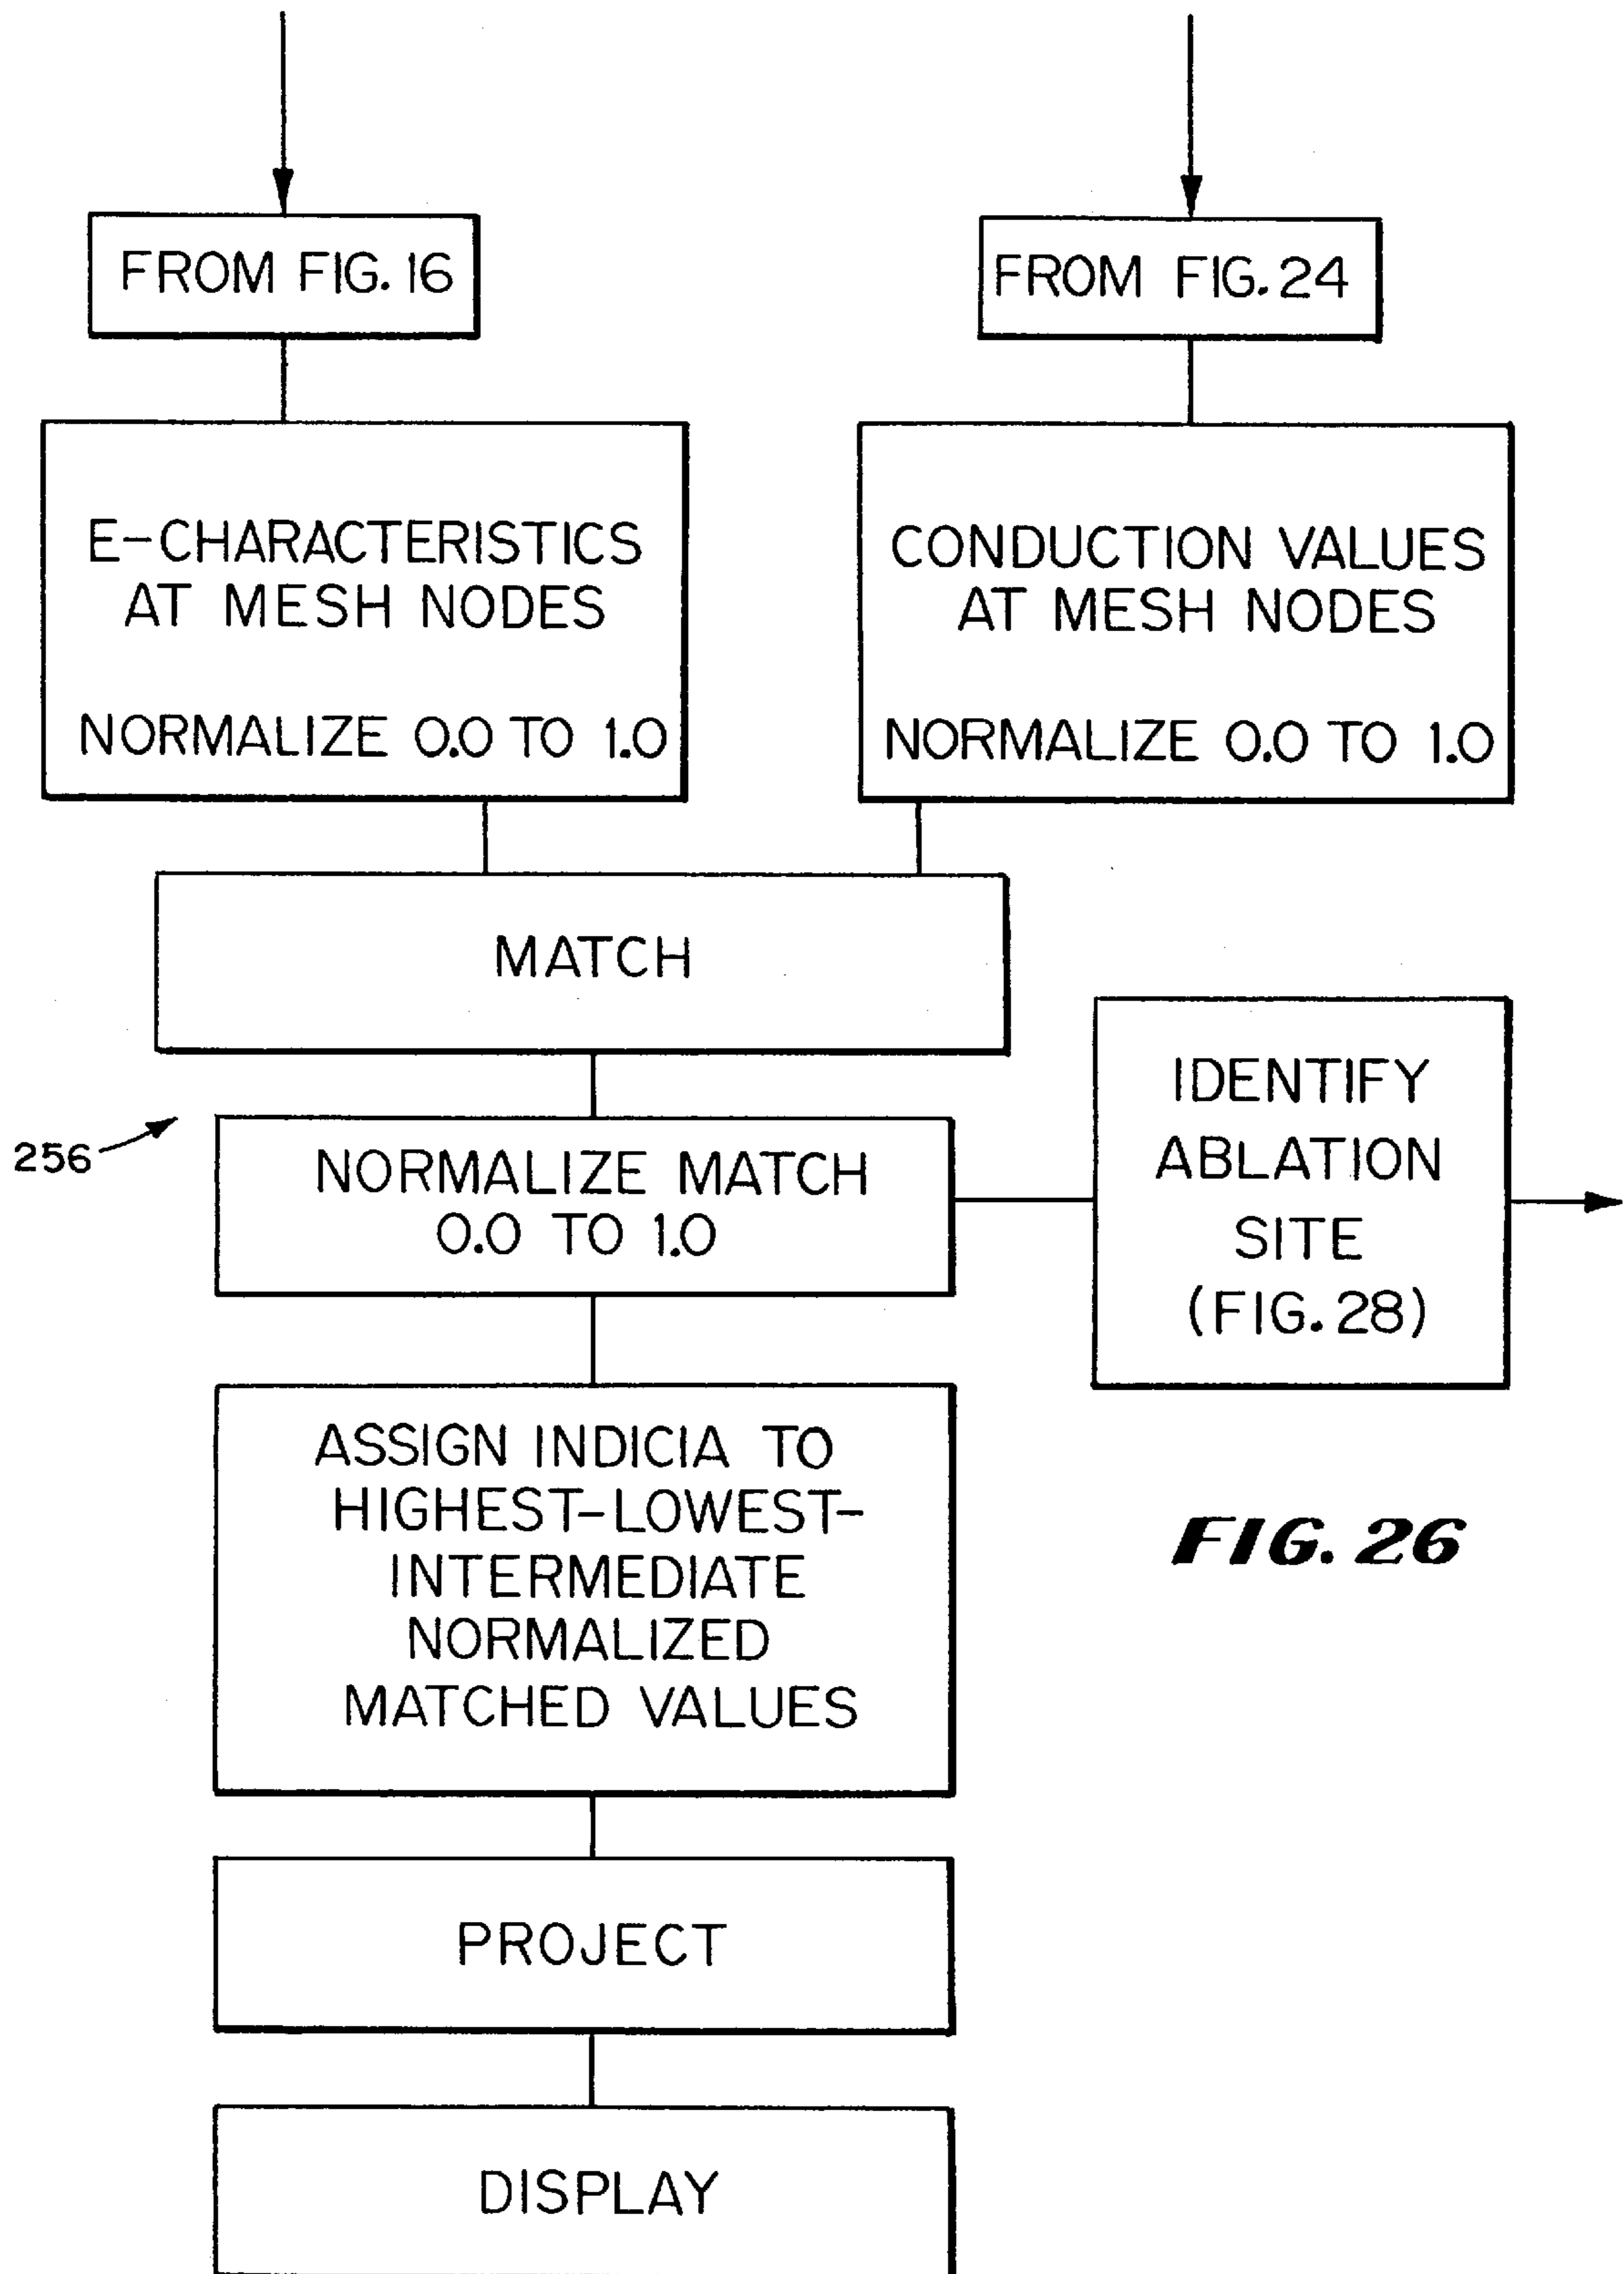 FROM FIG. 16
FROM FIG. 24
E-CHARACTERISTICS
AT MESH NODES
NORMALIZE 0.0 TO 1.0
CONDUCTION VALUES
AT MESH NODES
NORMALIZE 0.0 TO 1.0
MATCH
256
NORMALIZE MATCH
0.0 TO 1.0
IDENTIFY
ABLATION
SITE
(FIG. 28)
ASSIGN INDICIA TO
HIGHEST-LOWEST-
INTERMEDIATE
NORMALIZED
MATCHED VALUES
FIG. 26
PROJECT
DISPLAY